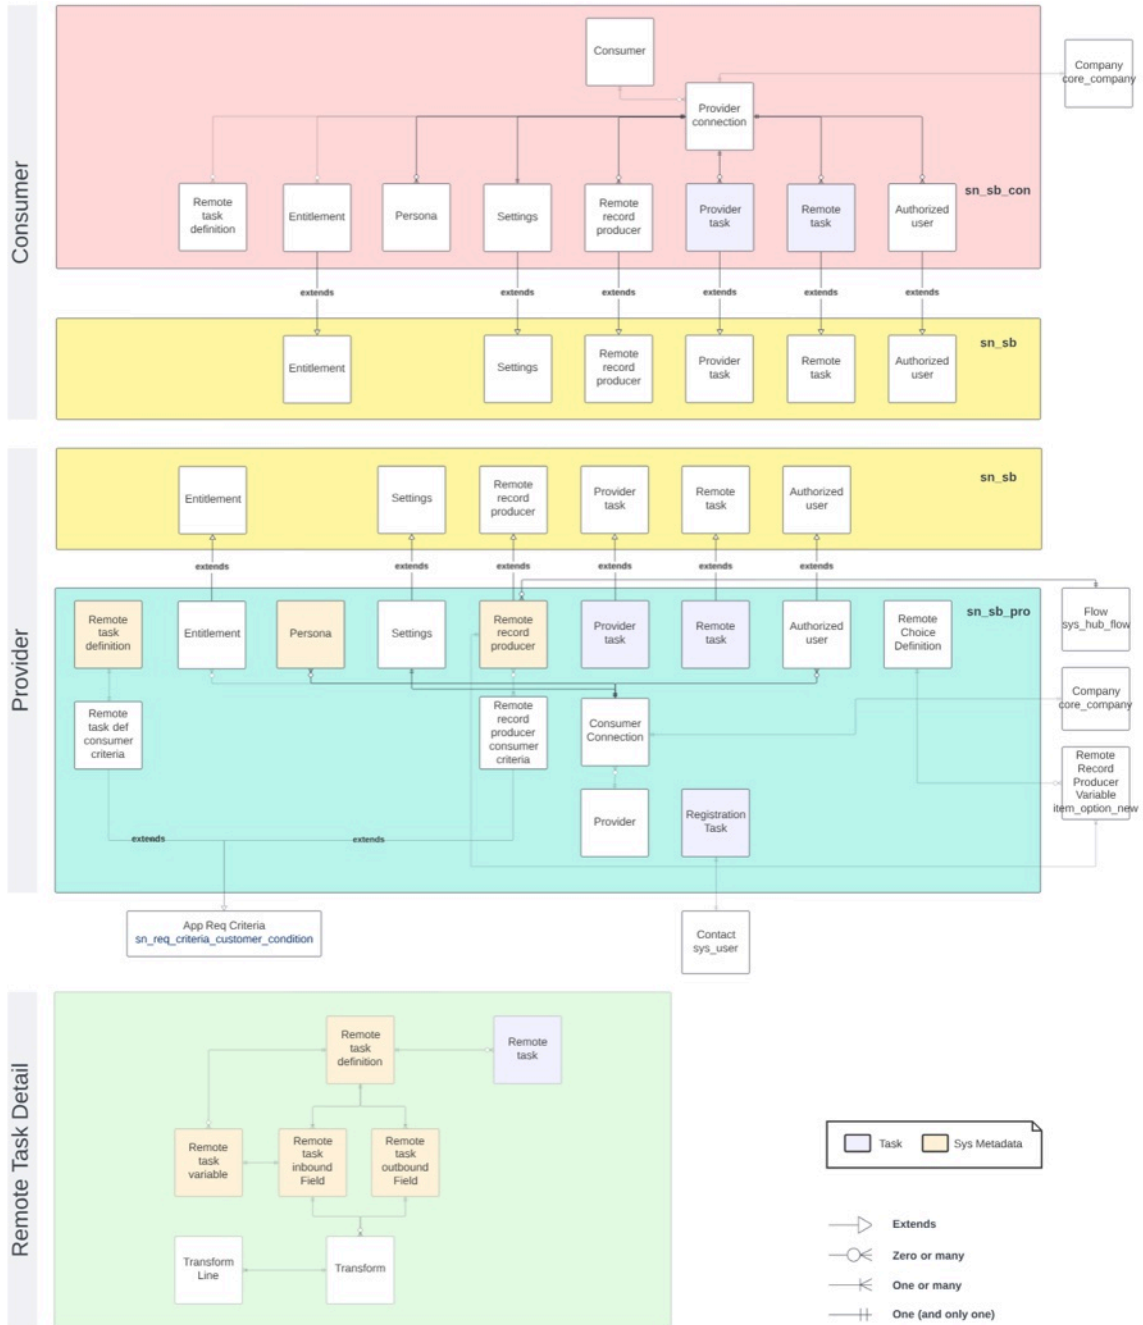 Consumer
Consumer
Company
core_company
Provider
connection
sn_sb_con
Remote
task
definition
Entitlement
Persona
Settings
Remote
record
producer
Provider
task
Remote
task
Authorized
user
extends
extends
extends
extends
extends
extends
sn_sb
Entitlement
Settings
Remote
record
producer
Provider
task
Remote
task
Authorized
user
Provider
sn_sb
Entitlement
Settings
Remote
record
producer
Provider
task
Remote
task
Authorized
user
extends
extends
extends
extends
extends
extends
sn_sb_pro
Remote
task
definition
Entitlement
Persona
Settings
Remote
record
producer
Provider
task
Remote
task
Authorized
user
Remote
Choice
Definition
Flow
sys_hub_flow
Remote
task def
consumer
criteria
Remote
record
producer
consumer
criteria
Consumer
Connection
Company
core_company
Provider
Registration
Task
Remote
Record
Producer
Variable
item_option_new
extends
extends
App Req Criteria
sn_req_criteria_customer_condition
Contact
sys_user
Remote Task Detail
Remote
task
definition
Remote
task
Remote
task
variable
Remote
task
inbound
Field
Remote
task
outbound
Field
Transform
Line
Transform
Task
Sys Metadata
Extends
Zero or many
One or many
One (and only one)